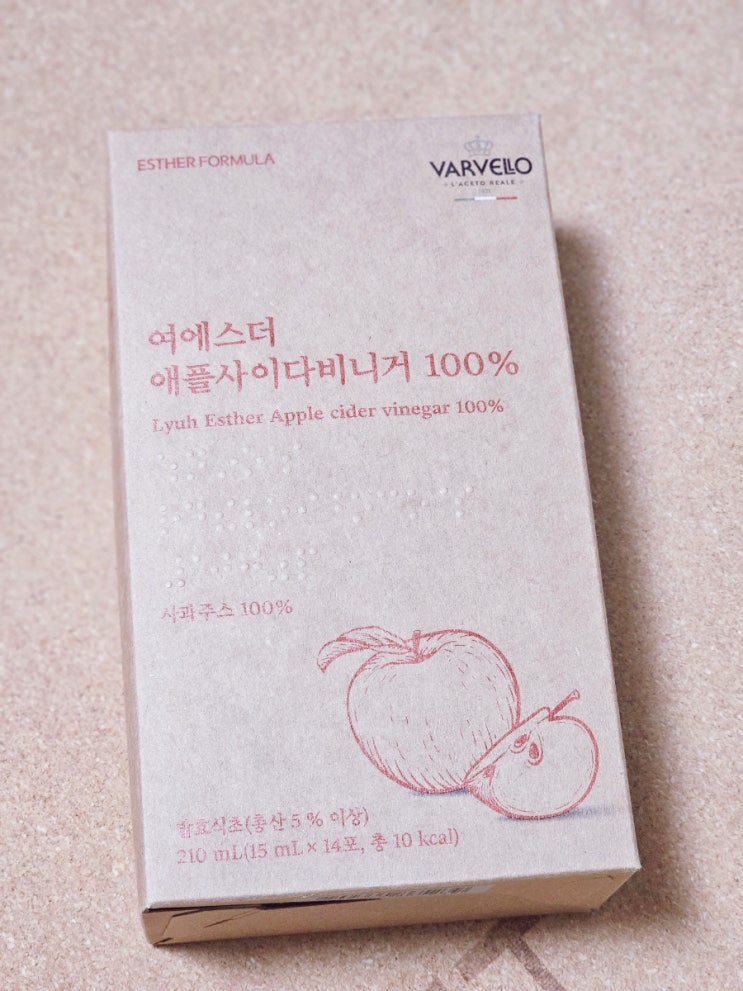 ESTHER FORMULA
VARVELLO
L'ACETO REALE
여에스더
애플사이다비니거 100%
Lyuh Esther Apple cider vinegar 100%
사과주스 100%
발효식초(총산 5 % 이상)
210 mL(15 mL × 14포, 총 10 kcal)